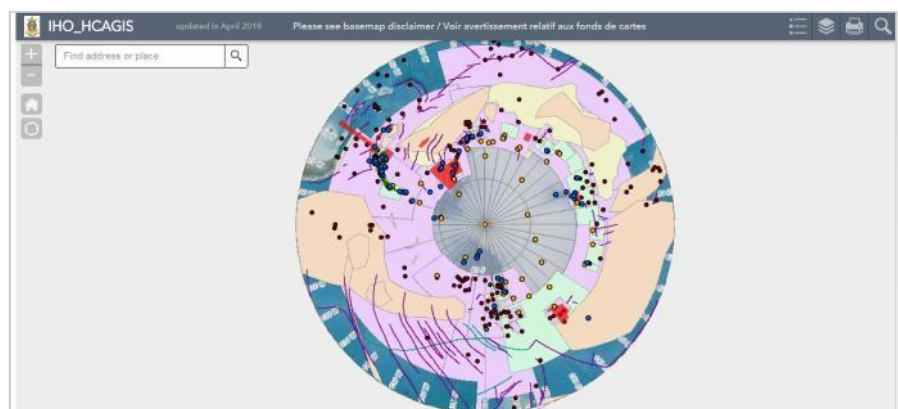 IHO_HCAGIS updated in April 2018 Please see basemap disclaimer / Voir avertissement relatif aux fonds de cartes
Find address or place